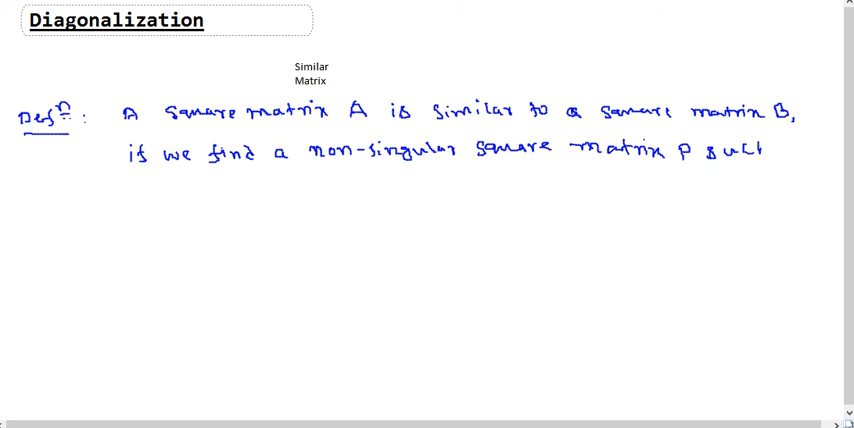 Diagonalization
Similar
Matrix
Defn: A square matrix A is similar to a square matrix B,
if we find a non-singular square matrix P such